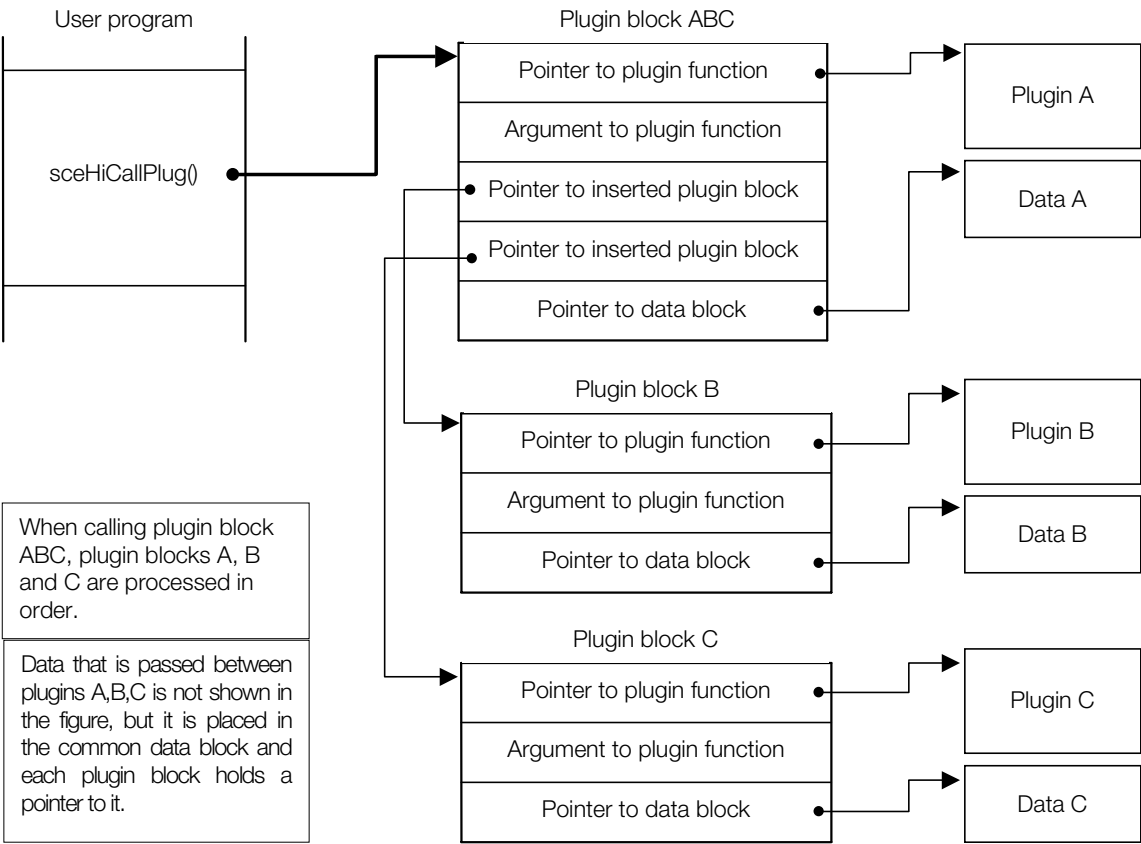 User program
sceHiCallPlug()
Plugin block ABC
Pointer to plugin function
Argument to plugin function
Pointer to inserted plugin block
Pointer to inserted plugin block
Pointer to data block
Plugin A
Data A
Plugin block B
Pointer to plugin function
Argument to plugin function
Pointer to data block
Plugin B
Data B
Plugin block C
Pointer to plugin function
Argument to plugin function
Pointer to data block
Plugin C
Data C
When calling plugin block
ABC, plugin blocks A, B
and C are processed in
order.
Data that is passed between
plugins A,B,C is not shown in
the figure, but it is placed in
the common data block and
each plugin block holds a
pointer to it.